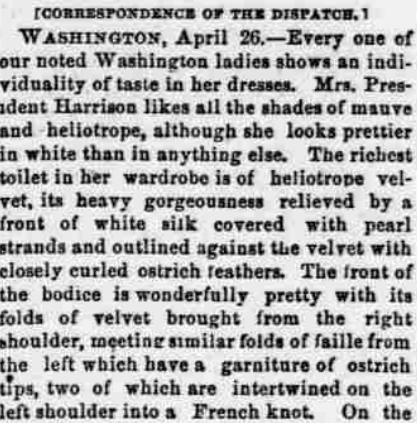 [CORRESPONDENCE OF THE DISPATCH.]
WASHINGTON, April 26.—Every one of
our noted Washington ladies shows an indi-
viduality of taste in her dresses. Mrs. Pres-
ident Harrison likes all the shades of mauve
and heliotrope, although she looks prettier
in white than in anything else. The richest
toilet in her wardrobe is of heliotrope vel-
vet, its heavy gorgeousness relieved by a
front of white silk covered with pearl
strands and outlined against the velvet with
closely curled ostrich feathers. The front of
the bodice is wonderfully pretty with its
folds of velvet brought from the right
shoulder, meeting similar folds of faille from
the left which have a garniture of ostrich
tips, two of which are intertwined on the
left shoulder into a French knot. On the